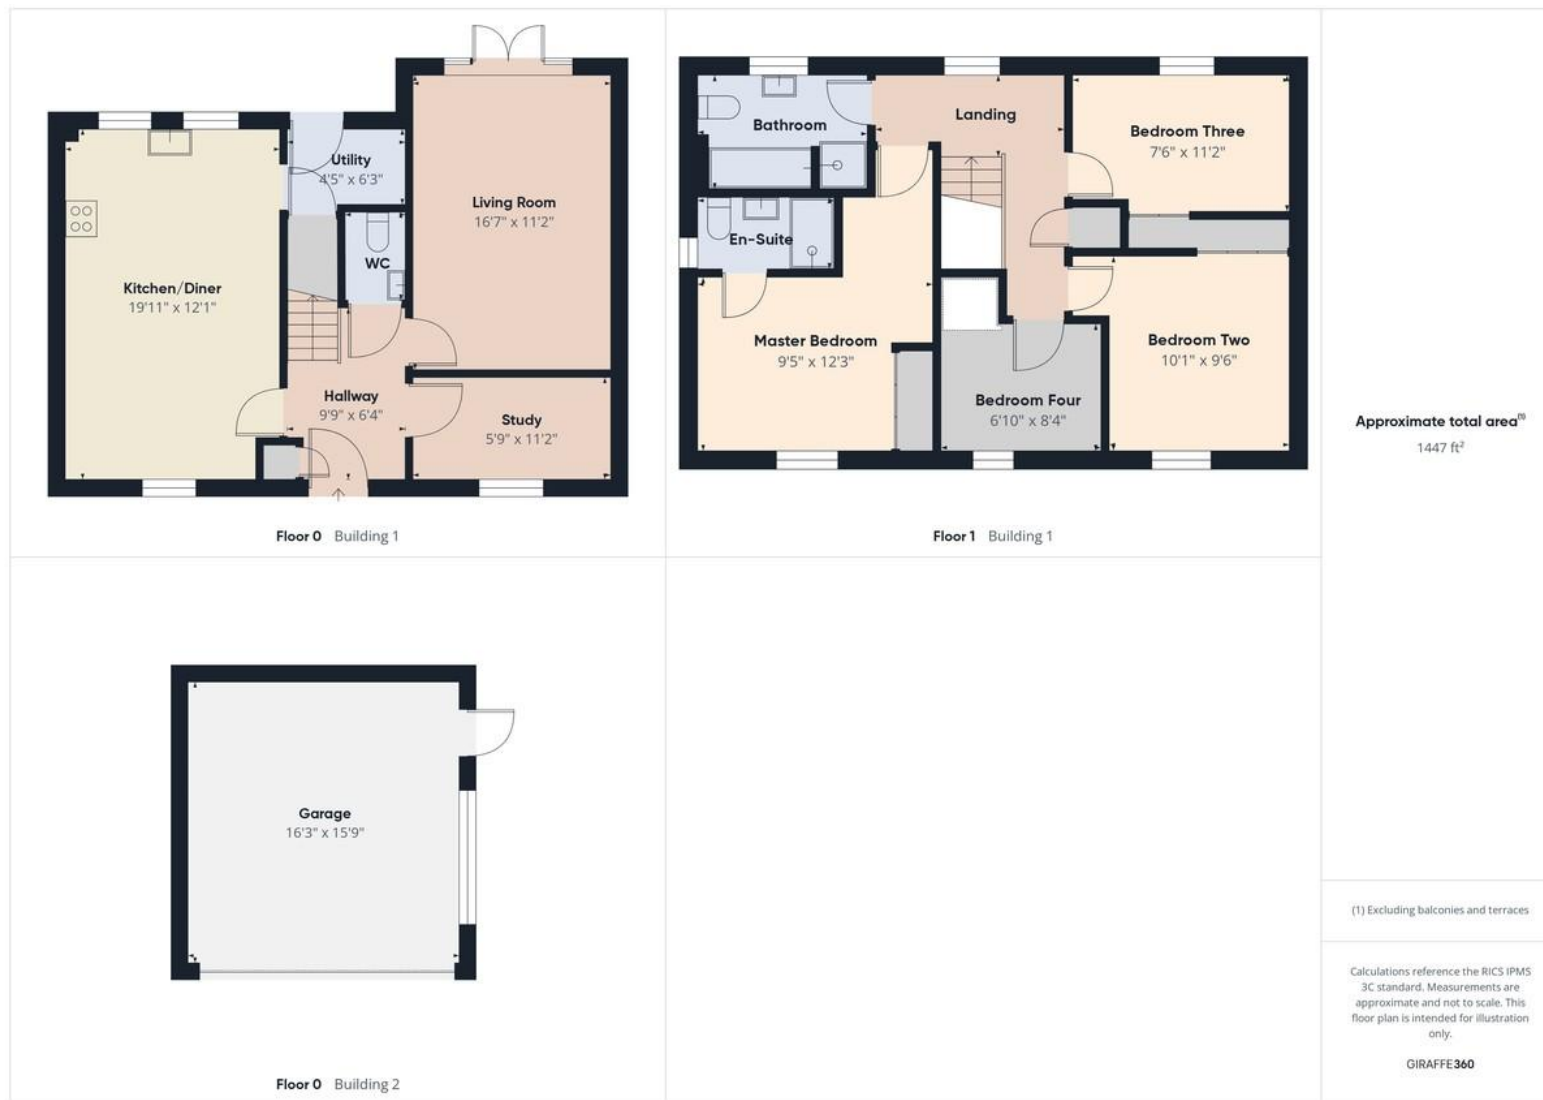 Utility
4'5" x 6'3"
Living Room
16'7" x 11'2"
WC
Kitchen/Diner
19'11" x 12'1"
Hallway
9'9" x 6'4"
Study
5'9" x 11'2"
Floor 0 Building 1
Landing
Bathroom
Bedroom Three
7'6" x 11'2"
En-Suite
Master Bedroom
9'5" x 12'3"
Bedroom Two
10'1" x 9'6"
Bedroom Four
6'10" x 8'4"
Floor 1 Building 1
Garage
16'3" x 15'9"
Floor 0 Building 2
Approximate total area(1)
1447 ft²
(1) Excluding balconies and terraces
Calculations reference the RICS IPMS
3C standard. Measurements are
approximate and not to scale. This
floor plan is intended for illustration
only.
GIRAFFE360